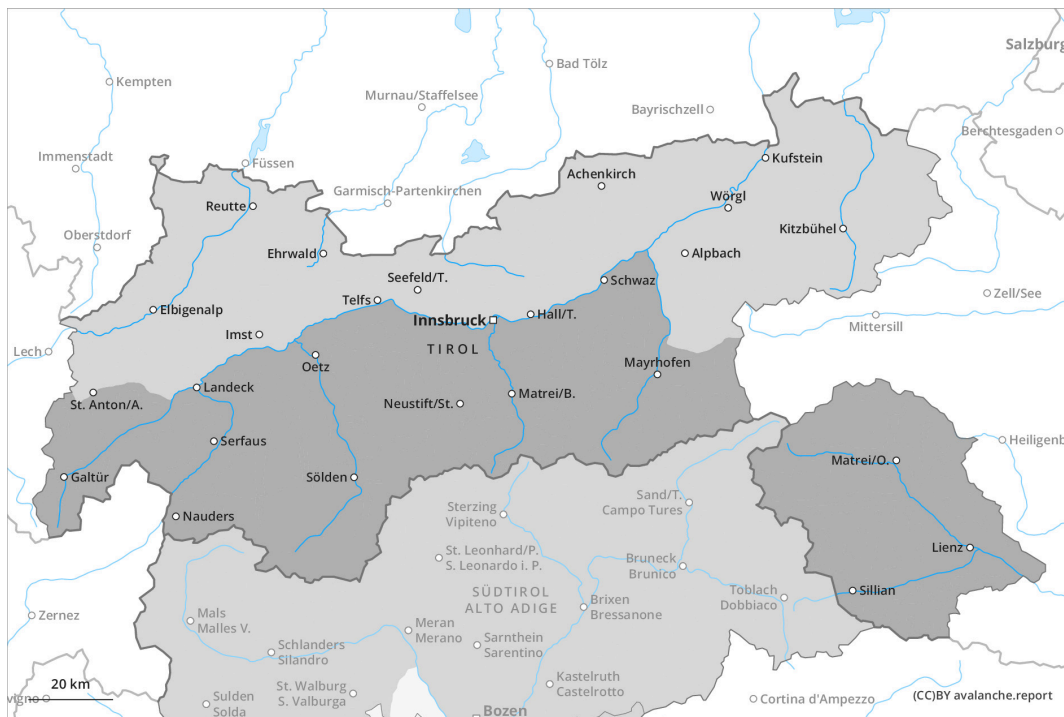 Salzburg
Bad Tölz
Kempten
Murnau/Staffelsee
Bayrischzell
Berchtesgaden
Immenstadt
Füssen
Kufstein
Achenkirch
Garmisch-Partenkirchen
Reutte
Wörgl
Kitzbühel
Oberstdorf
Ehrwald
Alpbach
Seefeld/T.
Schwaz
Zell/See
Telfs
Elbigenalp
Innsbruck
Hall/T.
Mittersill
Imst
TIROL
Lech
Oetz
Mayrhofen
Landeck
St. Anton/A.
Neustift/St.
Matrei/B.
Serfaus
Heiligenb
Matrei/O.
Galtür
Sölden
Sand/T.
Campo Tures
Sterzing
Vipiteno
Nauders
Lienz
St. Leonhard/P.
S. Leonardo i. P.
Bruneck
Brunico
SÜDTIROL
ALTO ADIGE
Sillian
Toblach
Dobbiaco
Brixen
Bressanone
Zernez
Mals
Malles V.
Meran
Merano
Sarnthein
Sarentino
Schlanders
Silandro
Kastelruth
Castelrotto
20 km
St. Walburg
S. Valburga
vigno
Sulden
Solda
Cortina d'Ampezzo
(CC)BY avalanche.report
Bozen